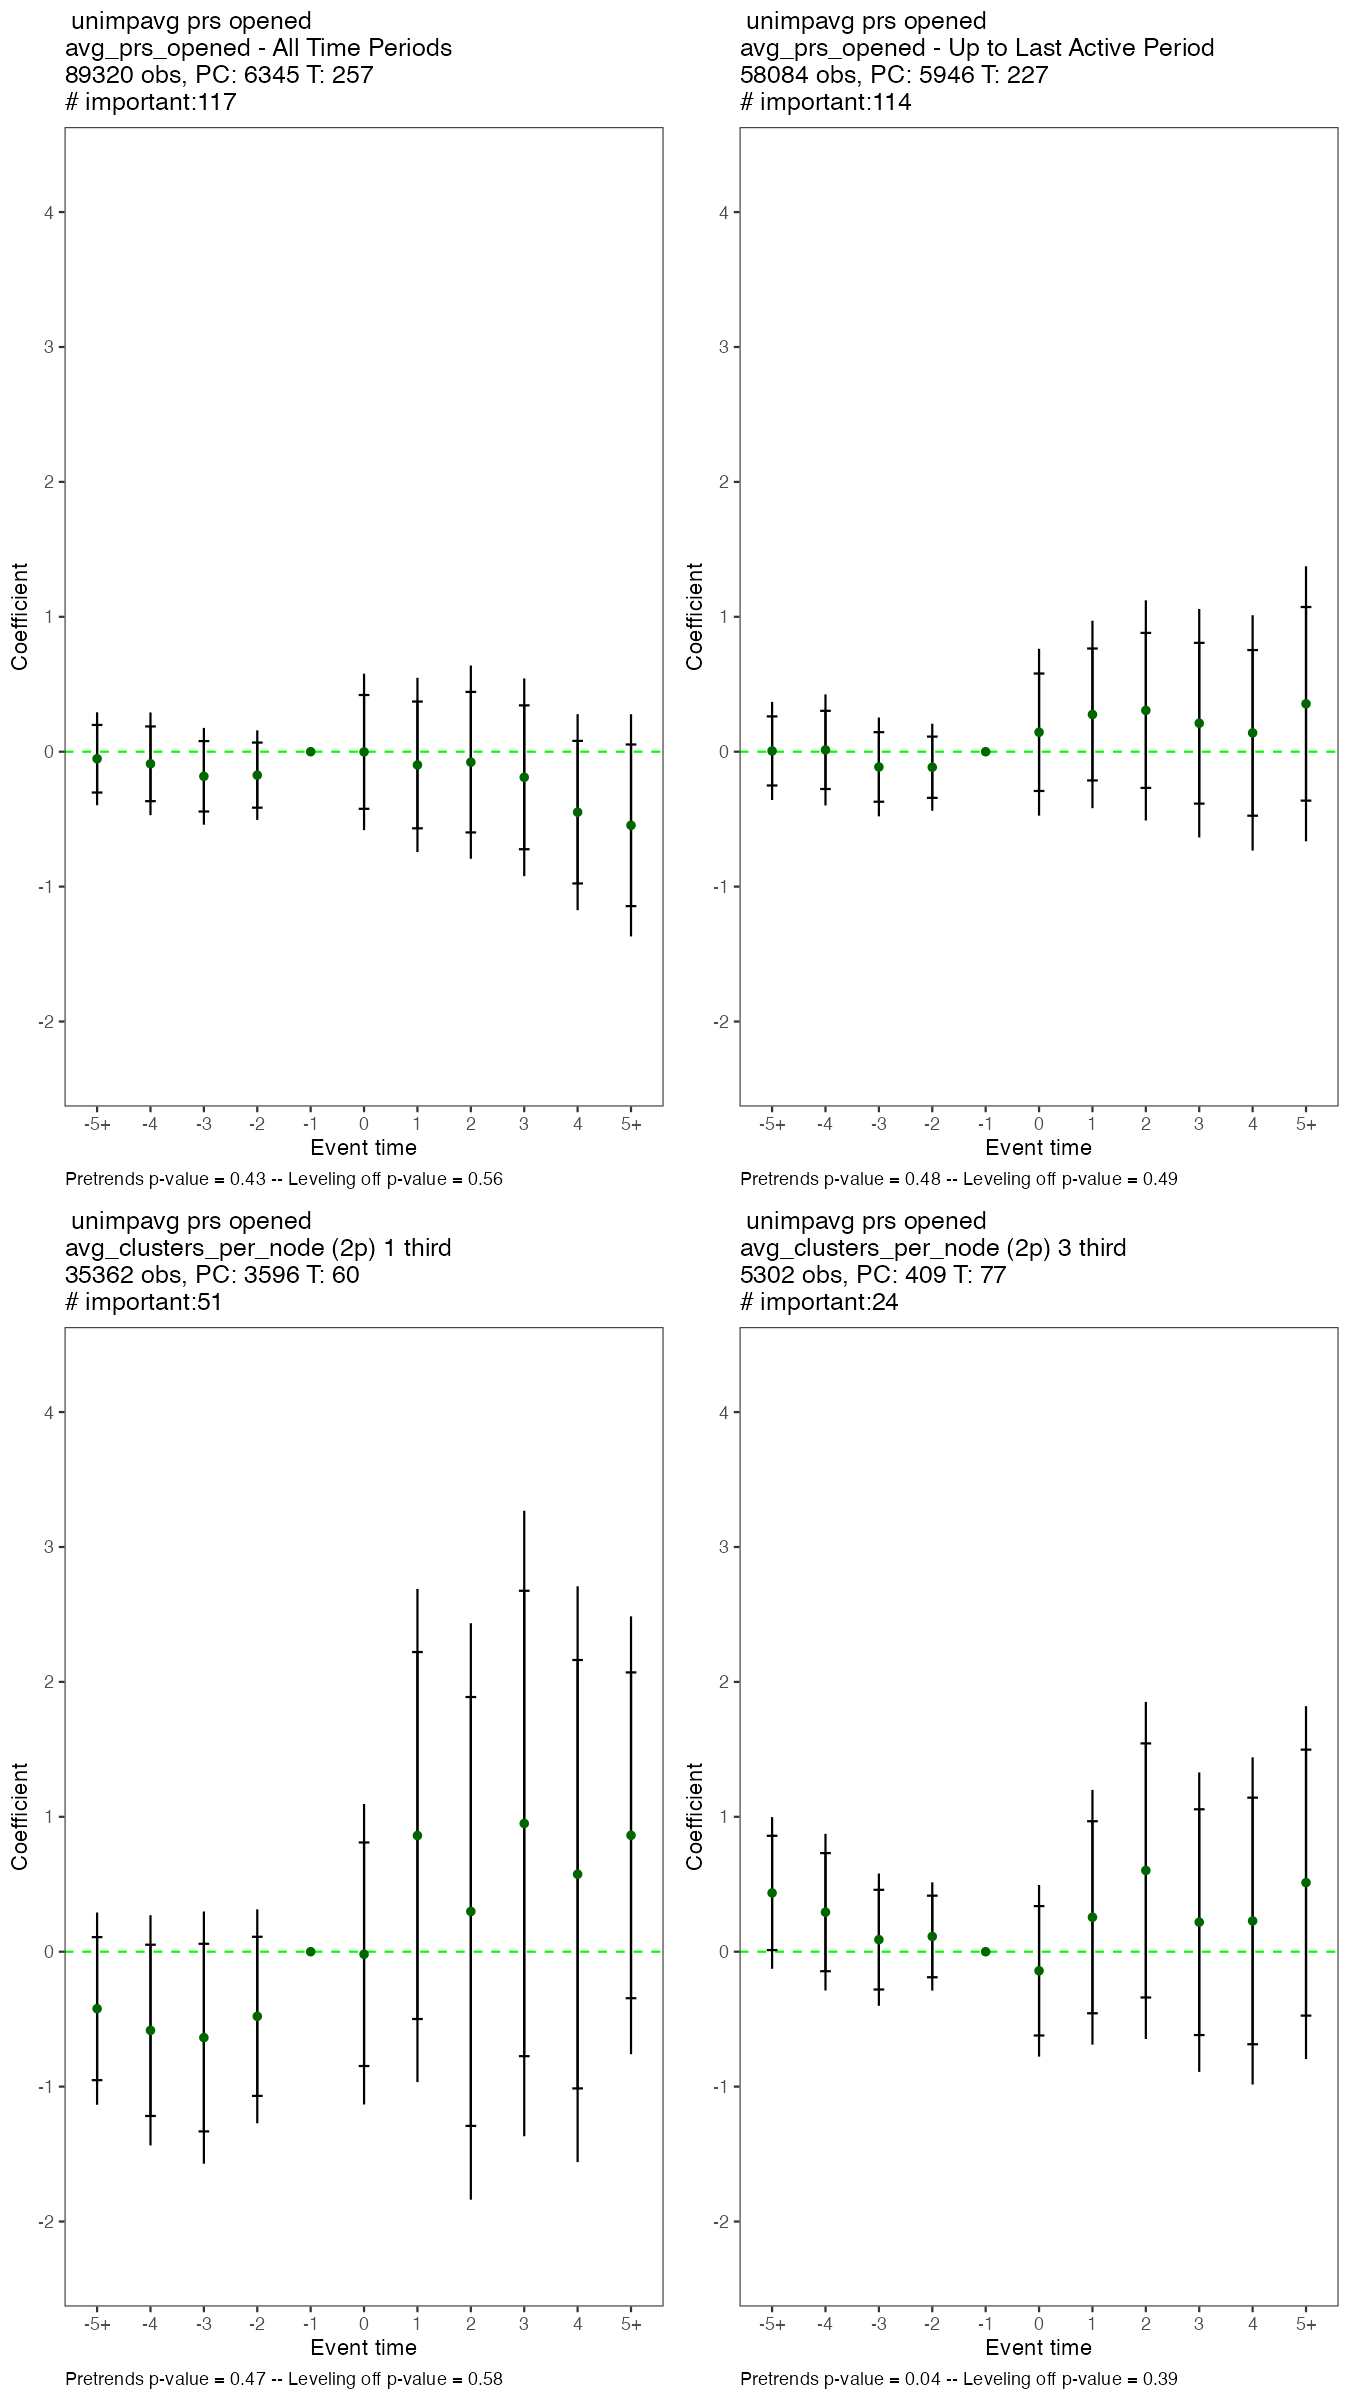 unimpavg prs opened
avg_prs_opened - All Time Periods
89320 obs, PC: 6345 T: 257
# important:117
Coefficient
4
3
2
1
0
-1
-2
-5+ -4 -3 -2 -1 0 1 2 3 4 5+
Event time
Pretrends p-value = 0.43 -- Leveling off p-value = 0.56
unimpavg prs opened
avg_prs_opened - Up to Last Active Period
58084 obs, PC: 5946 T: 227
# important:114
Coefficient
4
3
2
1
0
-1
-2
-5+ -4 -3 -2 -1 0 1 2 3 4 5+
Event time
Pretrends p-value = 0.48 -- Leveling off p-value = 0.49
unimpavg prs opened
avg_clusters_per_node (2p) 1 third
35362 obs, PC: 3596 T: 60
# important:51
Coefficient
4
3
2
1
0
-1
-2
-5+ -4 -3 -2 -1 0 1 2 3 4 5+
Event time
Pretrends p-value = 0.47 -- Leveling off p-value = 0.58
unimpavg prs opened
avg_clusters_per_node (2p) 3 third
5302 obs, PC: 409 T: 77
# important:24
Coefficient
4
3
2
1
0
-1
-2
-5+ -4 -3 -2 -1 0 1 2 3 4 5+
Event time
Pretrends p-value = 0.04 -- Leveling off p-value = 0.39